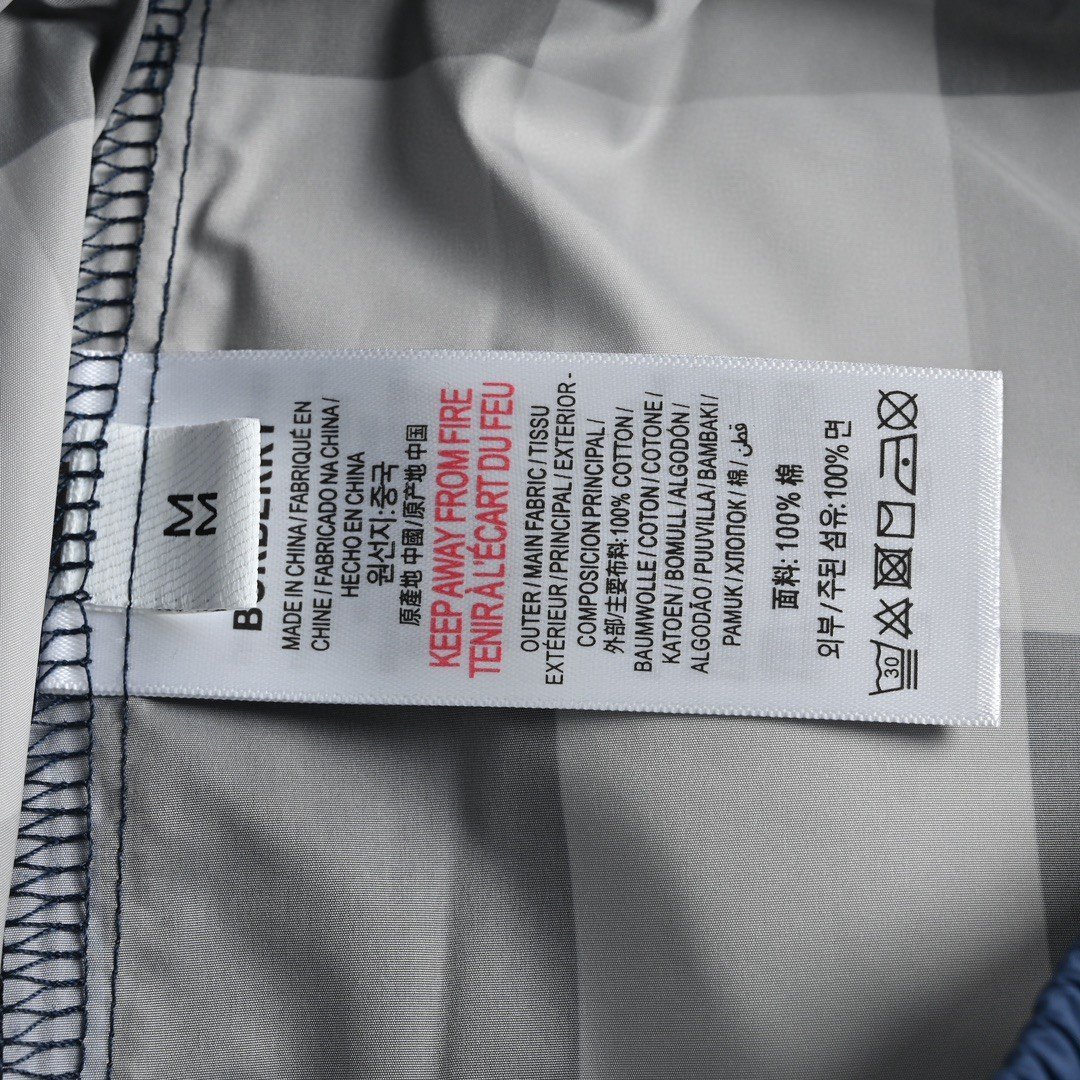 M
M
BURBERRY
MADE IN CHINA / FABRIQUÉ EN
CHINE / FABRICADO NA CHINA /
HECHO EN CHINA
원선지:중국
原產地 中國/原产地 中国
KEEP AWAY FROM FIRE
TENIR À L'ÉCART DU FEU
OUTER / MAIN FABRIC / TISSU
EXTÉRIEUR / PRINCIPAL / EXTERIOR-
COMPOSICION PRINCIPAL /
外部/主要布料:100% COTTON /
BAUMWOLLE / COTON / COTONE /
KATOEN / BOMULL / ALGODÓN /
ALGODÃO / PUUVILLA / BAMBAKI /
PAMUK / ХЛОПОК / 棉 / قطن
面料: 100% 棉
외부 / 주된 섬유: 100% 면
30